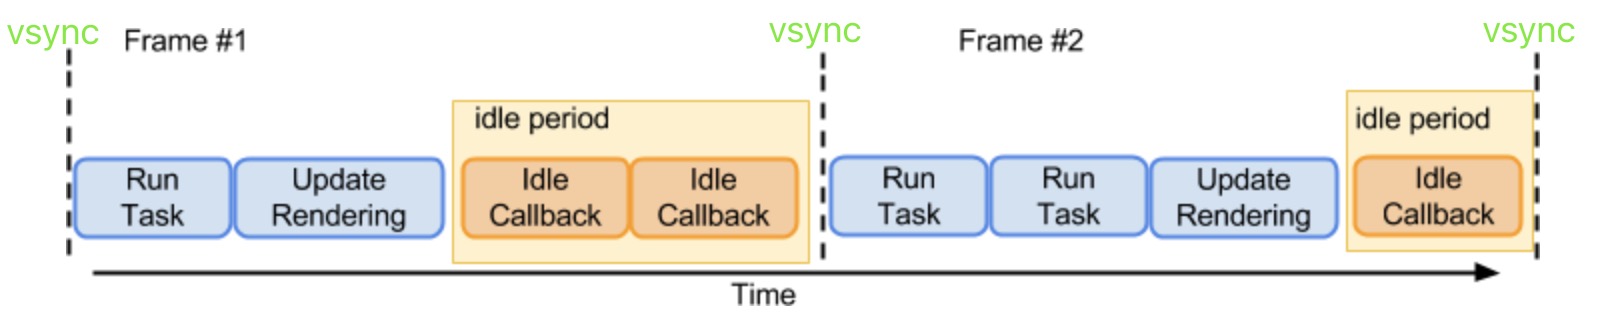 vsync
Frame #1
vsync
Frame #2
vsync
idle period
idle period
Run
Task
Update
Rendering
Idle
Callback
Idle
Callback
Run
Task
Run
Task
Update
Rendering
Idle
Callback
Time